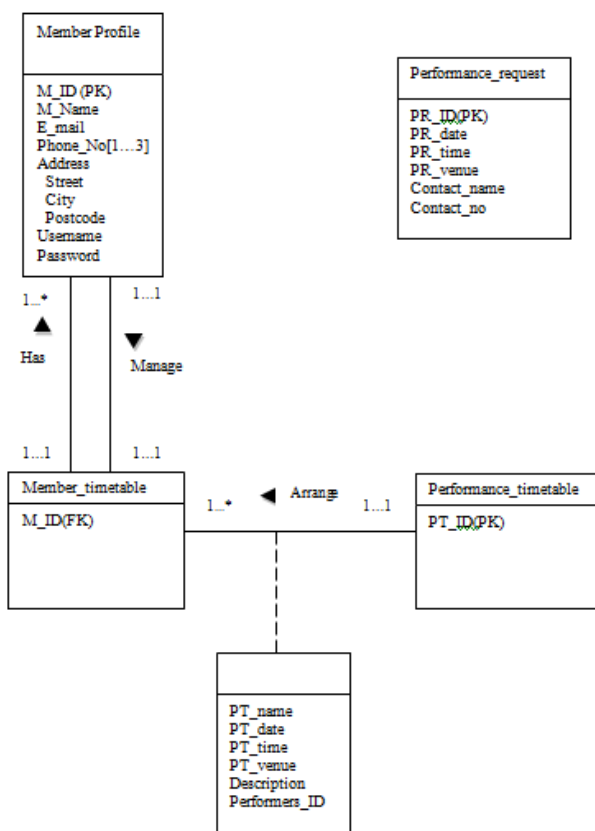 Member Profile
M_ID (PK)
M_Name
E_mail
Phone_No[1…3]
Address
Street
City
Postcode
Username
Password
Performance_request
PR_ID(PK)
PR_date
PR_time
PR_venue
Contact_name
Contact_no
1...*
1…1
Has
Manage
1…1
1…1
Member_timetable
M_ID(FK)
1...*
Arrange
1…1
Performance_timetable
PT_ID(PK)
PT_name
PT_date
PT_time
PT_venue
Description
Performers_ID